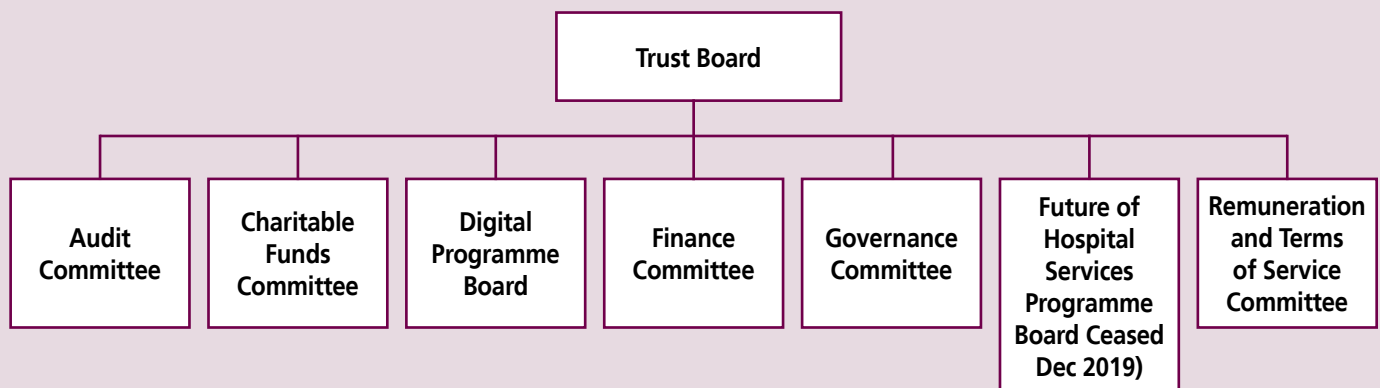 Trust Board
Audit
Committee
Charitable
Funds
Committee
Digital
Programme
Board
Finance
Committee
Governance
Committee
Future of
Hospital
Services
Programme
Board Ceased
Dec 2019)
Remuneration
and Terms
of Service
Committee